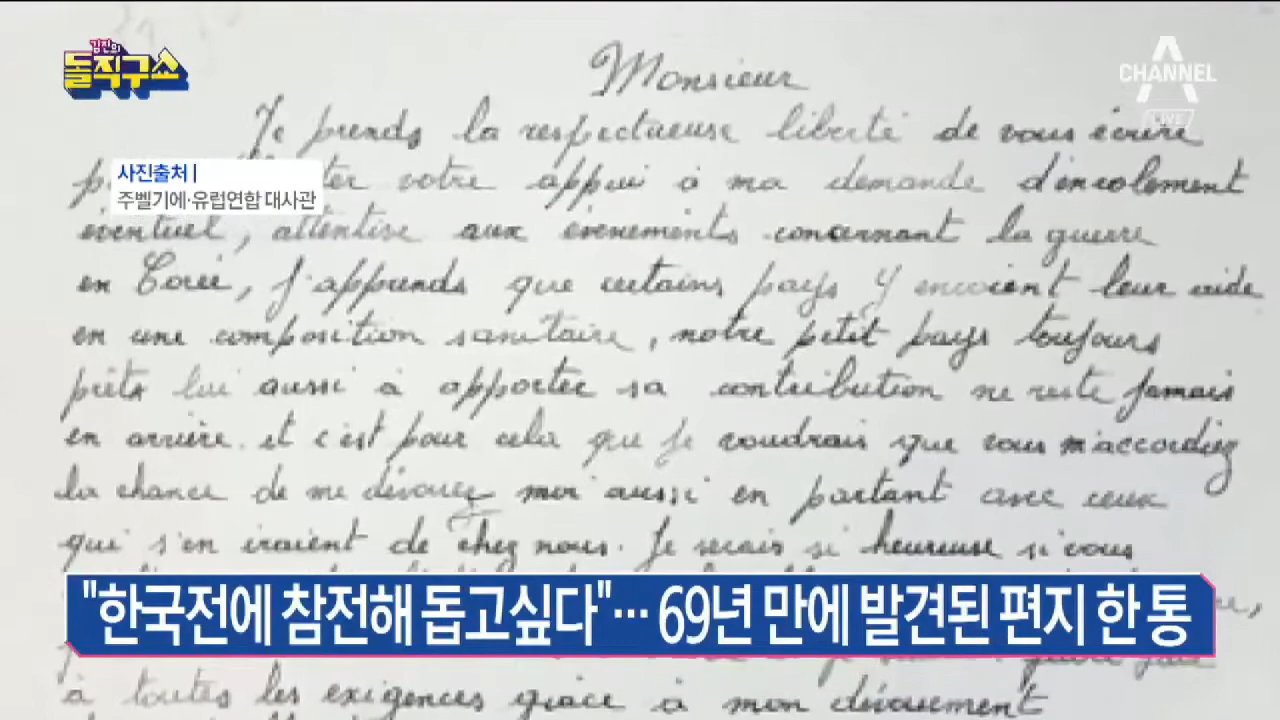 김진의
돌직구쇼
CHANNEL
LIVE
Monsieur
Je prends la respectueuse liberté de vous écrire
사진출처 |
주벨기에·유럽연합 대사관
votre appui à ma demande d'enrolement
éventuel, attentive aux évenements concernant la guerre
en Corée, j'apprends que certains pays y envoient leur aide
en une composition sanitaire, notre petit pays toujours
prêts lui aussi à apporter sa contribution ne reste jamais
en arrière. et c'est pour cela que je voudrais que vous m'accordiez
la chance de me dévouez moi aussi en partant avec ceux
qui s'en iraient de chez nous. Je serais si heureuse si vous
"한국전에 참전해 돕고싶다"… 69년 만에 발견된 편지 한 통
à toutes les exigences grâce à mon dévouement